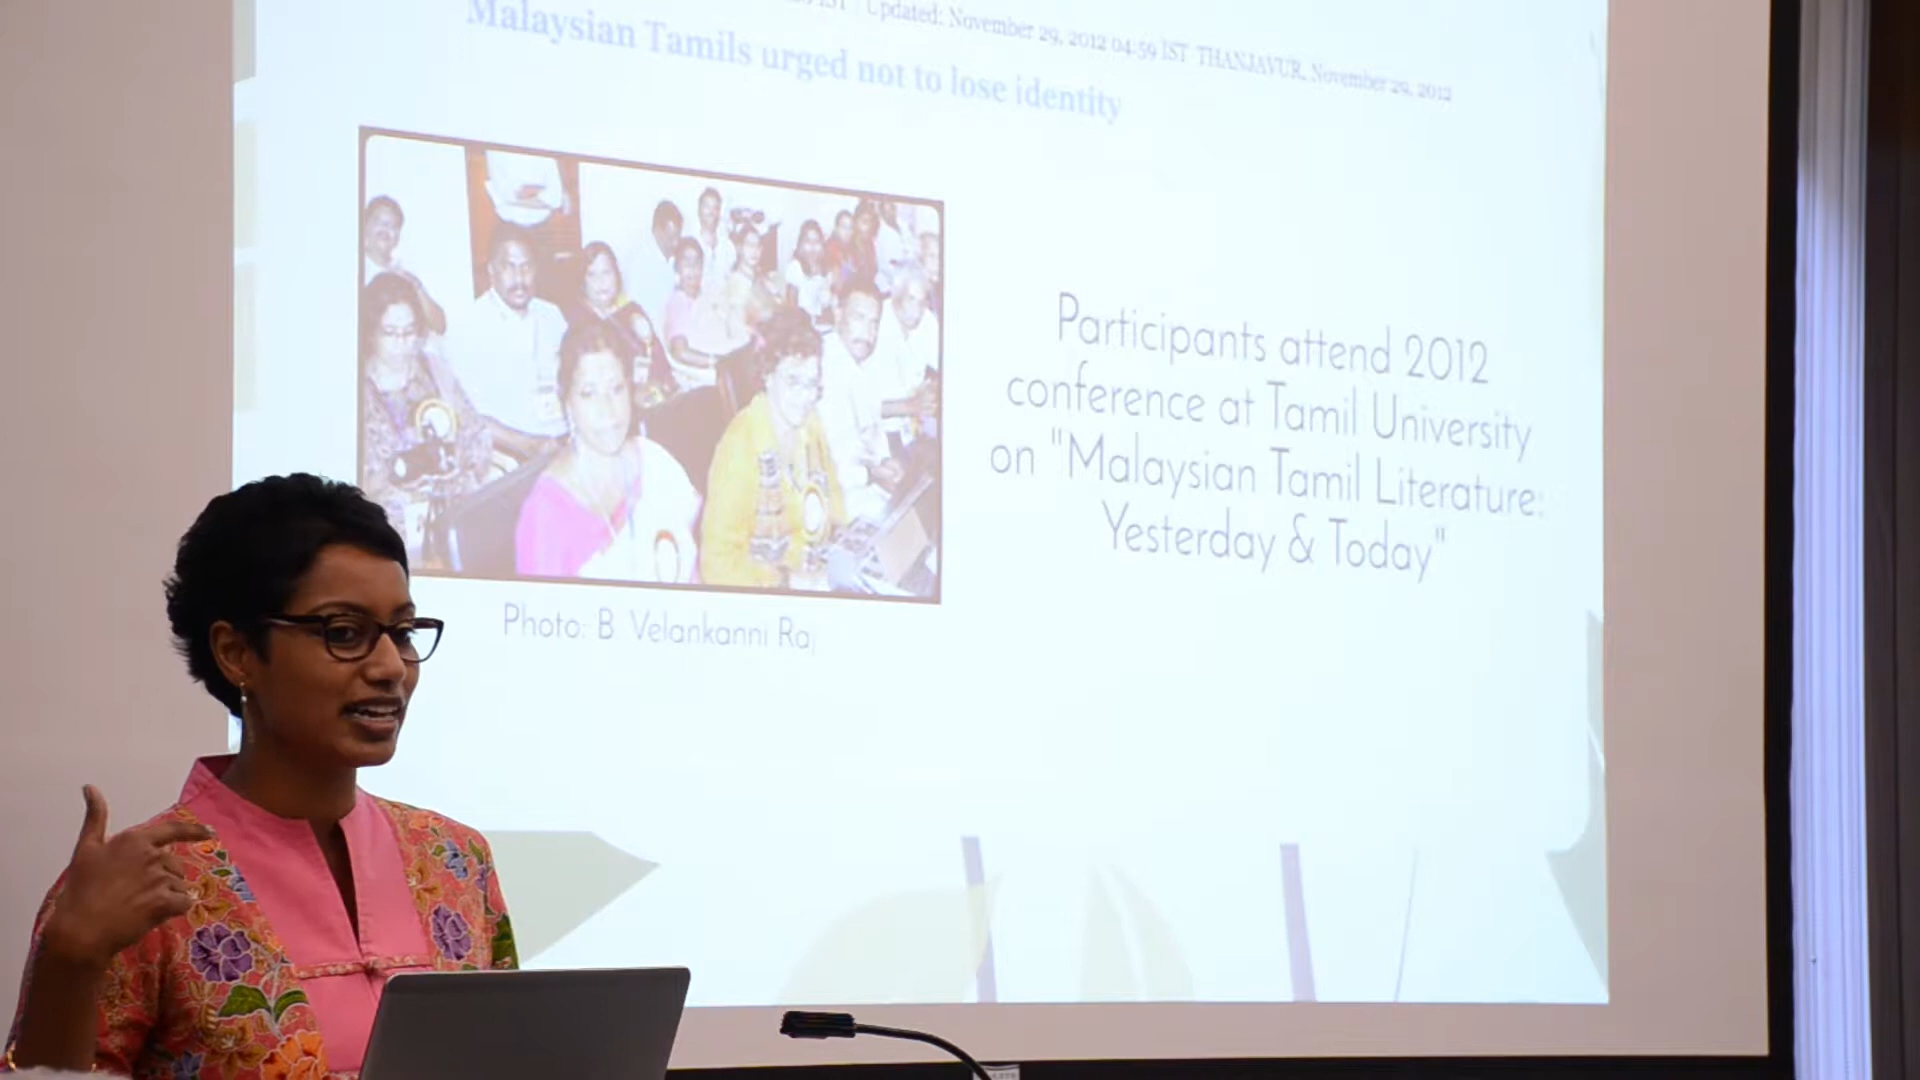 IST Updated: November 29, 2012 04:59 IST THANJAVUR, November 29, 2012
Malaysian Tamils urged not to lose identity
Participants attend 2012
conference at Tamil University
on "Malaysian Tamil Literature:
Yesterday & Today"
Photo: B. Velankanni Raj